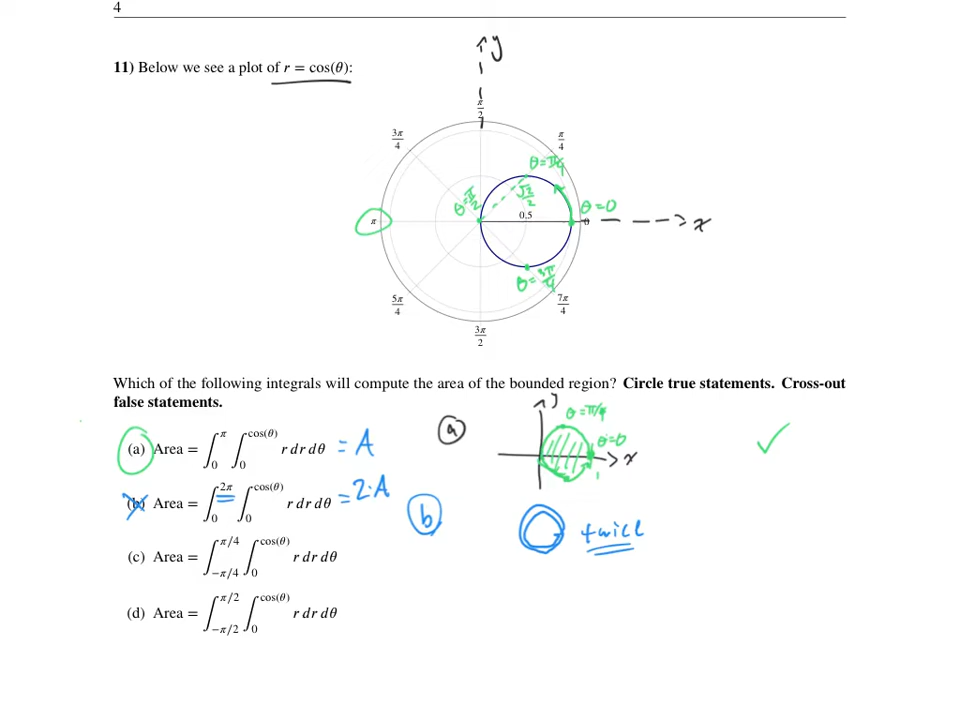 4
11) Below we see a plot of r = cos(θ):
y
π/2
3π/4
π/4
θ=π/4
θ=π/2
√2/2
θ=0
π
0,5
0
x
θ=3π/4
5π/4
7π/4
3π/2
Which of the following integrals will compute the area of the bounded region? Circle true statements. Cross-out
false statements.
y
θ=π/4
(a) Area = ∫_0^π ∫_0^{cos(θ)} r dr dθ = A
a
θ=0
x
(b) Area = ∫_0^{2π} ∫_0^{cos(θ)} r dr dθ = 2·A
b
twice
(c) Area = ∫_{−π/4}^{π/4} ∫_0^{cos(θ)} r dr dθ
(d) Area = ∫_{−π/2}^{π/2} ∫_0^{cos(θ)} r dr dθ